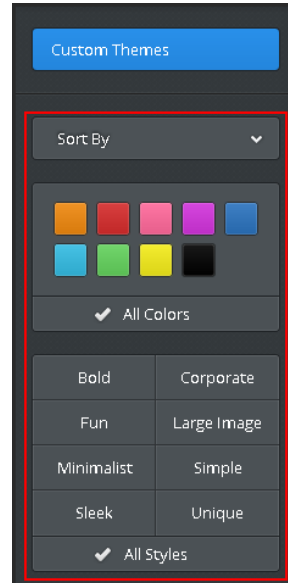 Custom Themes
Sort By
All Colors
Bold Corporate
Fun Large Image
Minimalist Simple
Sleek Unique
All Styles